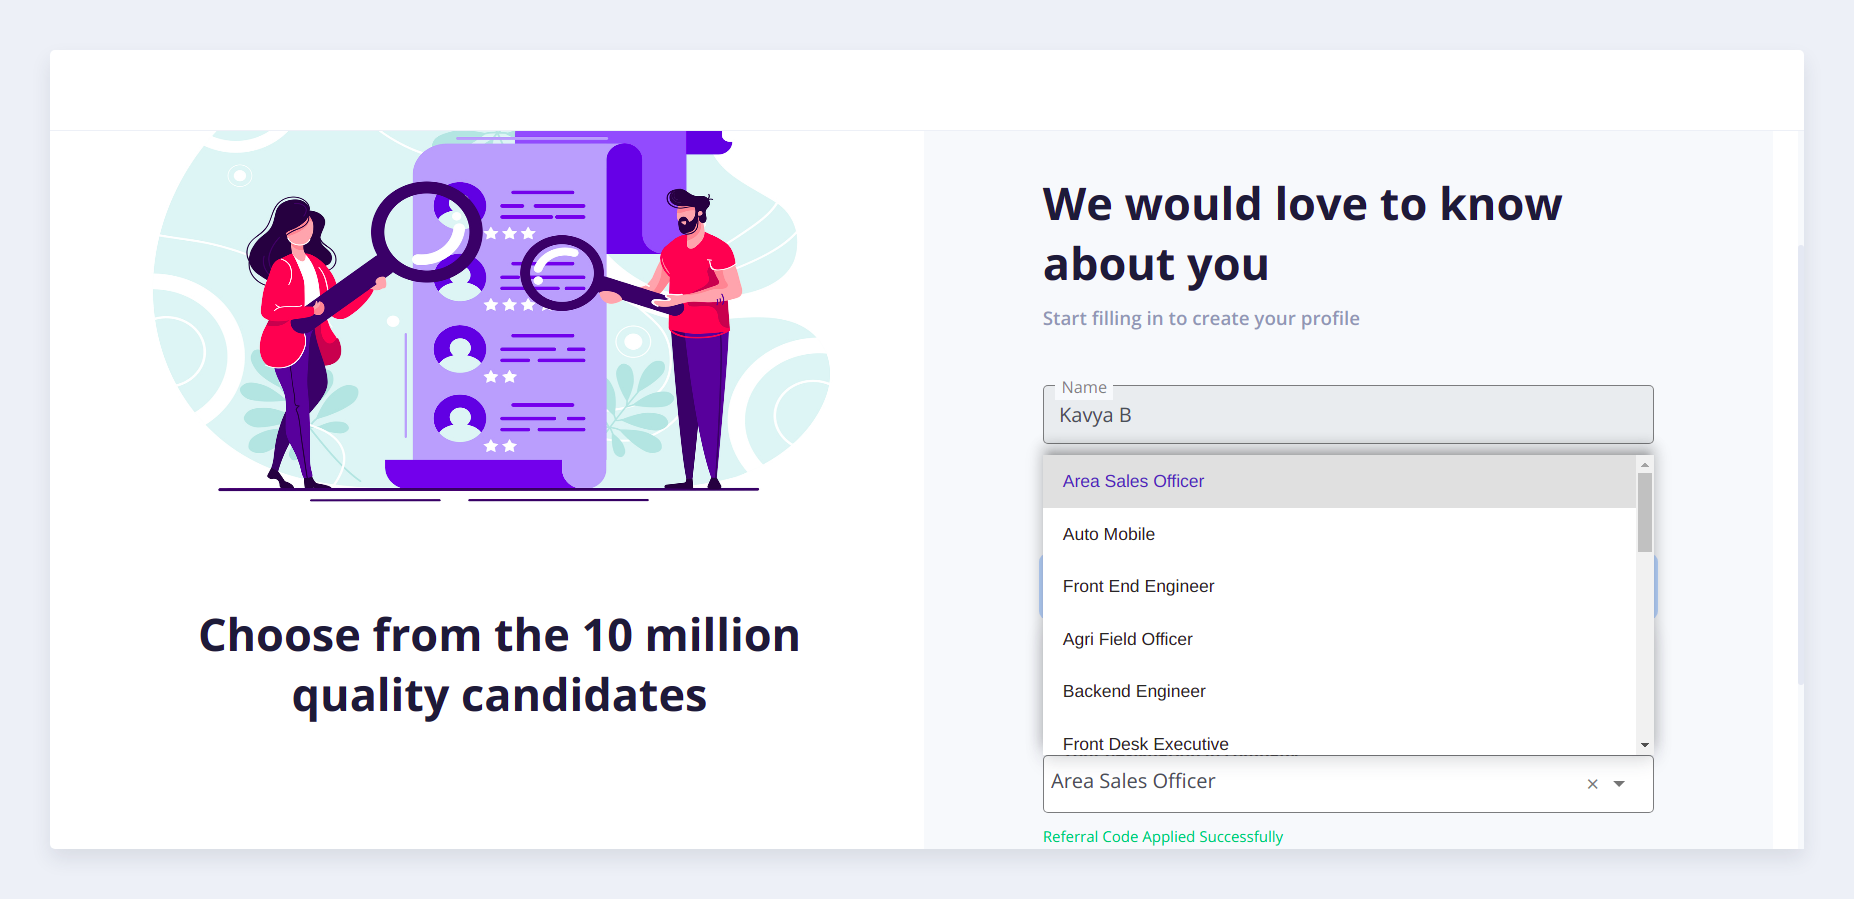 Choose from the 10 million
quality candidates
We would love to know
about you
Start filling in to create your profile
Name
Kavya B
Area Sales Officer
Auto Mobile
Front End Engineer
Agri Field Officer
Backend Engineer
Front Desk Executive
Area Sales Officer
Referral Code Applied Successfully